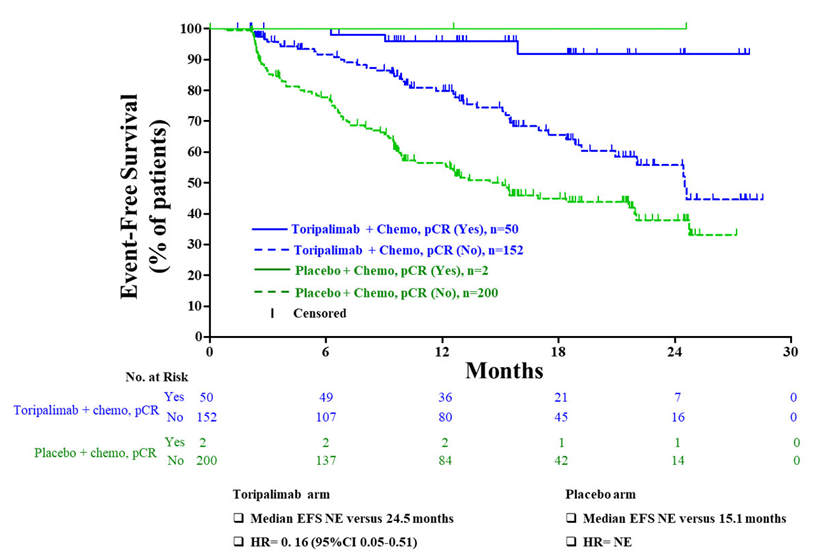 Event-Free Survival
(% of patients)
100
90
80
70
60
50
40
30
20
10
0
Toripalimab + Chemo, pCR (Yes), n=50
Toripalimab + Chemo, pCR (No), n=152
Placebo + Chemo, pCR (Yes), n=2
Placebo + Chemo, pCR (No), n=200
Censored
0 6 12 18 24 30
Months
No. at Risk
Toripalimab + chemo, pCR
Yes 50 49 36 21 7 0
No 152 107 80 45 16 0
Placebo + chemo, pCR
Yes 2 2 2 1 1 0
No 200 137 84 42 14 0
Toripalimab arm
Median EFS NE versus 24.5 months
HR= 0. 16 (95%CI 0.05-0.51)
Placebo arm
Median EFS NE versus 15.1 months
HR= NE